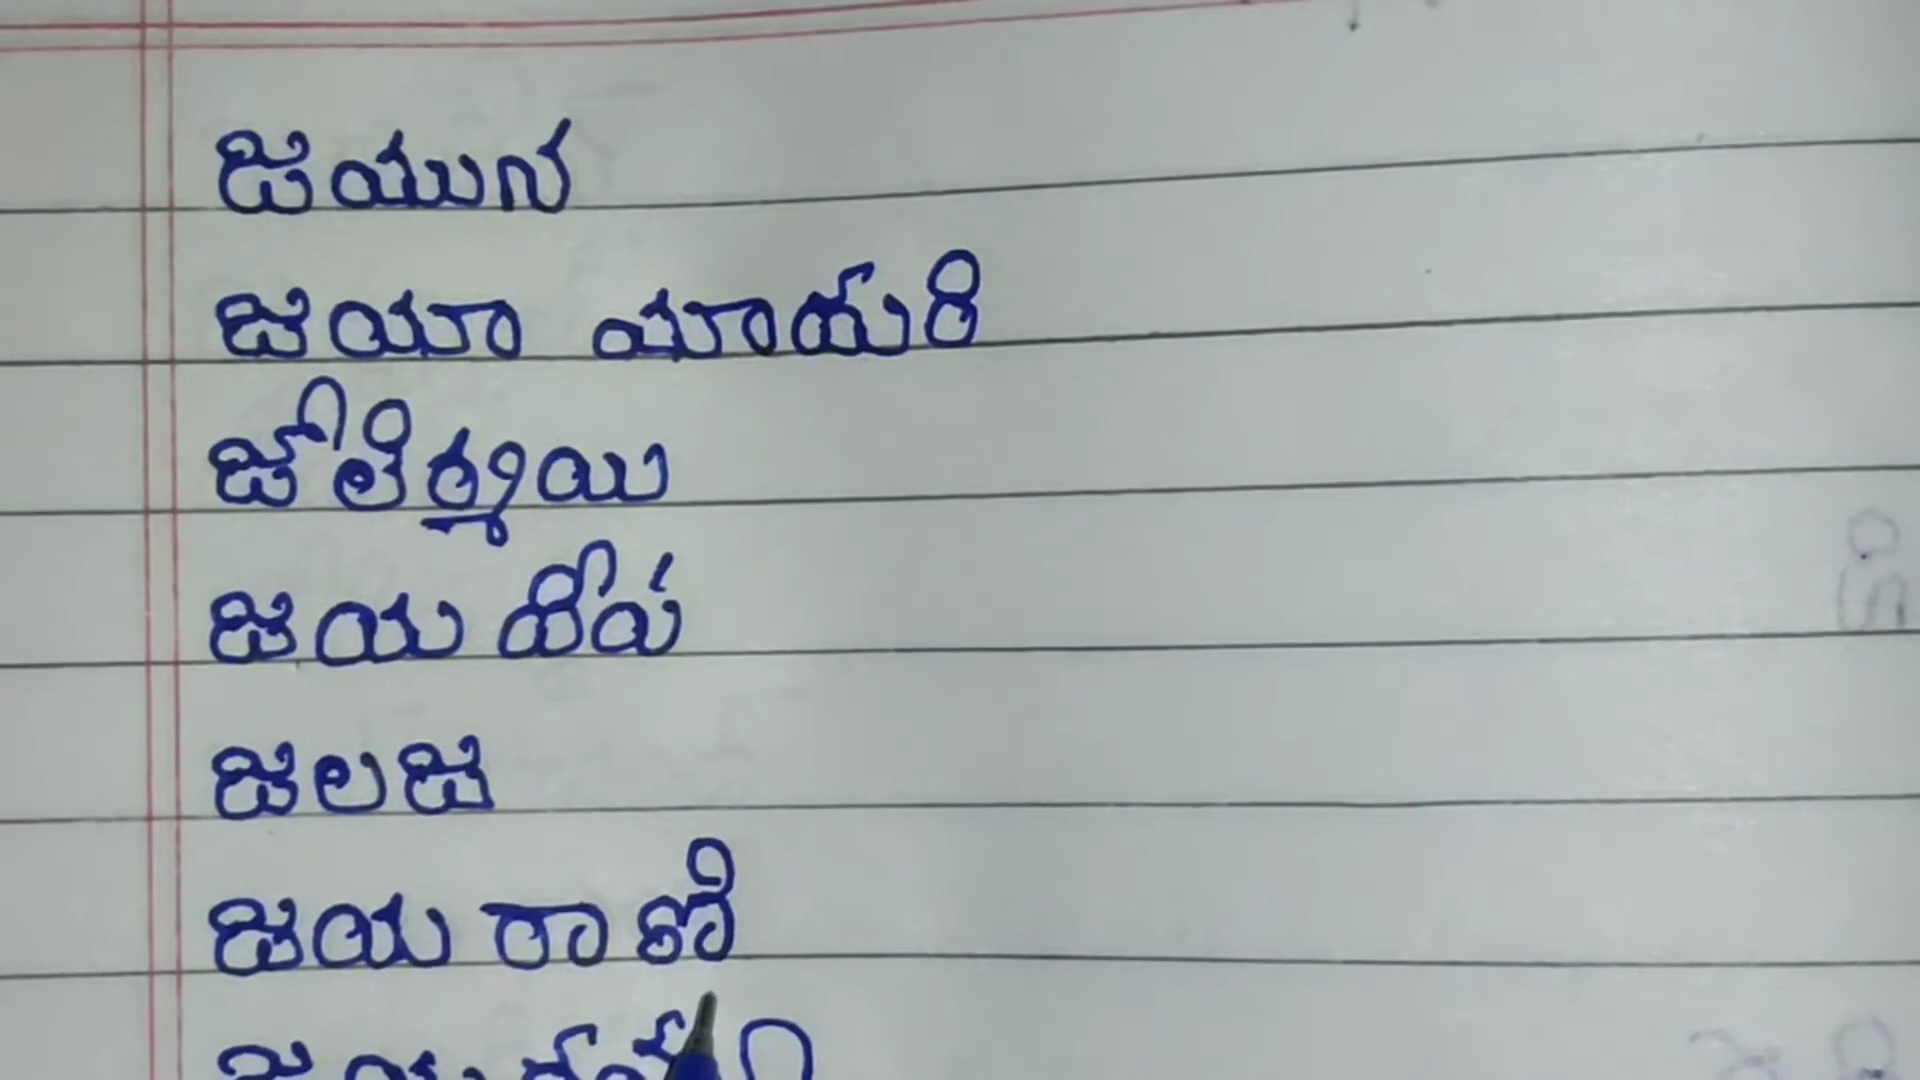 ಜಮುನ
ಜಯಾ ಮಾಧುರಿ
ಜೋತಿರ್ಮಯಿ
ಜಯ
ಜಲಜ
ಜಯ ರಾಣಿ